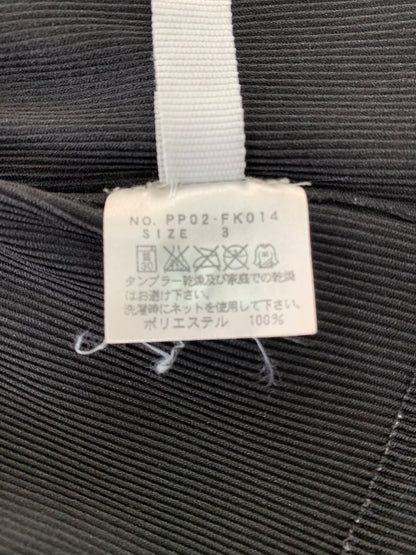 NO. PP02-FK014
SIZE 3
タンブラー乾燥及び家庭での乾燥
はお避け下さい。
洗濯時にネットを使用して下さい。
ポリエステル 100%